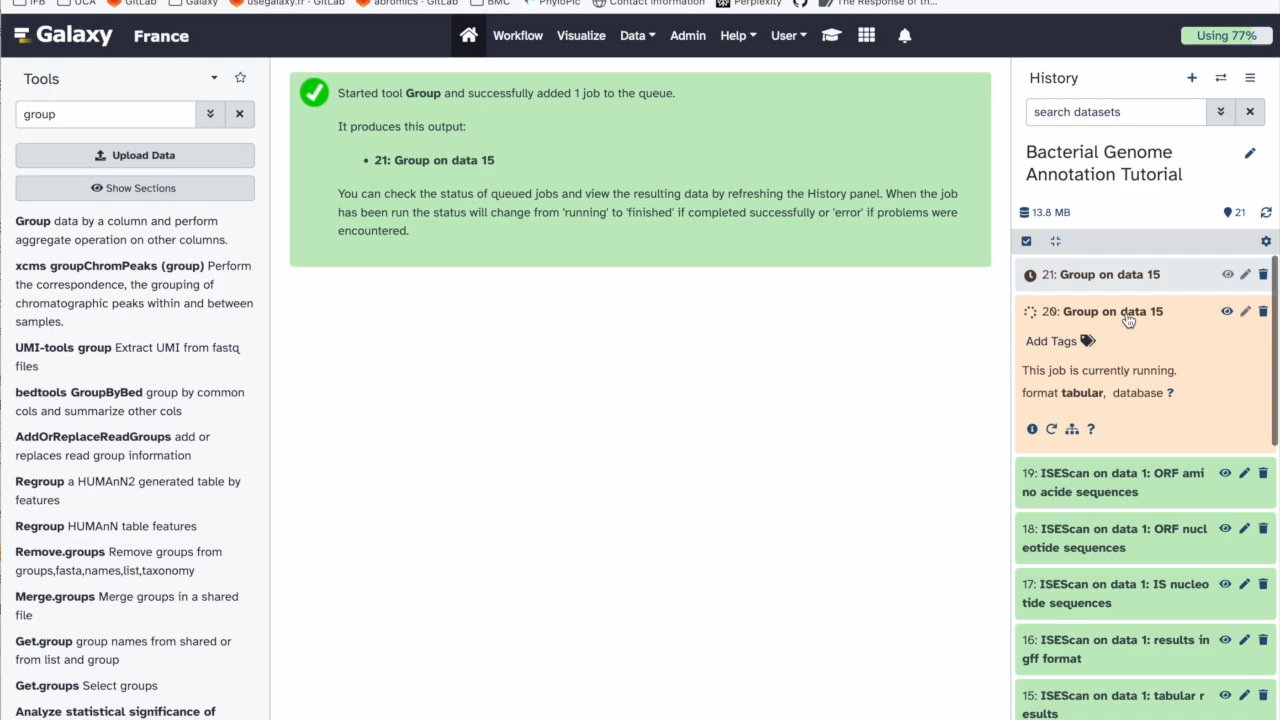 IFB UCA GitLab Galaxy usegalaxy.fr · GitLab abromics · GitLab BMC PhyloPic Contact information Perplexity The Response of th...
Galaxy France Home Workflow Visualize Data Admin Help User Using 77%
Tools
group
Upload Data
Show Sections
Group data by a column and perform
aggregate operation on other columns.
xcms groupChromPeaks (group) Perform
the correspondence, the grouping of
chromatographic peaks within and between
samples.
UMI-tools group Extract UMI from fastq
files
bedtools GroupByBed group by common
cols and summarize other cols
AddOrReplaceReadGroups add or
replaces read group information
Regroup a HUMAnN2 generated table by
features
Regroup HUMAnN table features
Remove.groups Remove groups from
groups,fasta,names,list,taxonomy
Merge.groups Merge groups in a shared
file
Get.group group names from shared or
from list and group
Get.groups Select groups
Analyze statistical significance of
Started tool Group and successfully added 1 job to the queue.
It produces this output:
• 21: Group on data 15
You can check the status of queued jobs and view the resulting data by refreshing the History panel. When the job
has been run the status will change from 'running' to 'finished' if completed successfully or 'error' if problems were
encountered.
History
search datasets
Bacterial Genome
Annotation Tutorial
13.8 MB 21
21: Group on data 15
20: Group on data 15
Add Tags
This job is currently running.
format tabular, database ?
?
19: ISEScan on data 1: ORF ami
no acide sequences
18: ISEScan on data 1: ORF nucl
eotide sequences
17: ISEScan on data 1: IS nucleo
tide sequences
16: ISEScan on data 1: results in
gff format
15: ISEScan on data 1: tabular r
esults